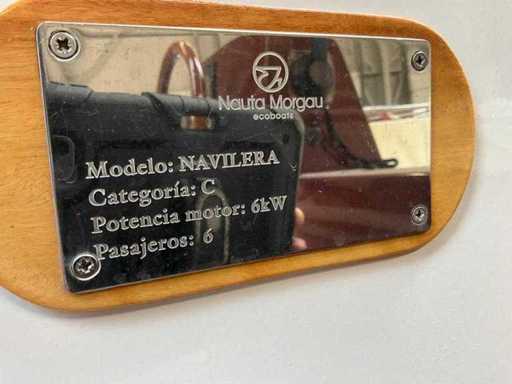 Nauta Morgau
ecoboats
Modelo: NAVILERA
Categoría: C
Potencia motor: 6kW
Pasajeros: 6